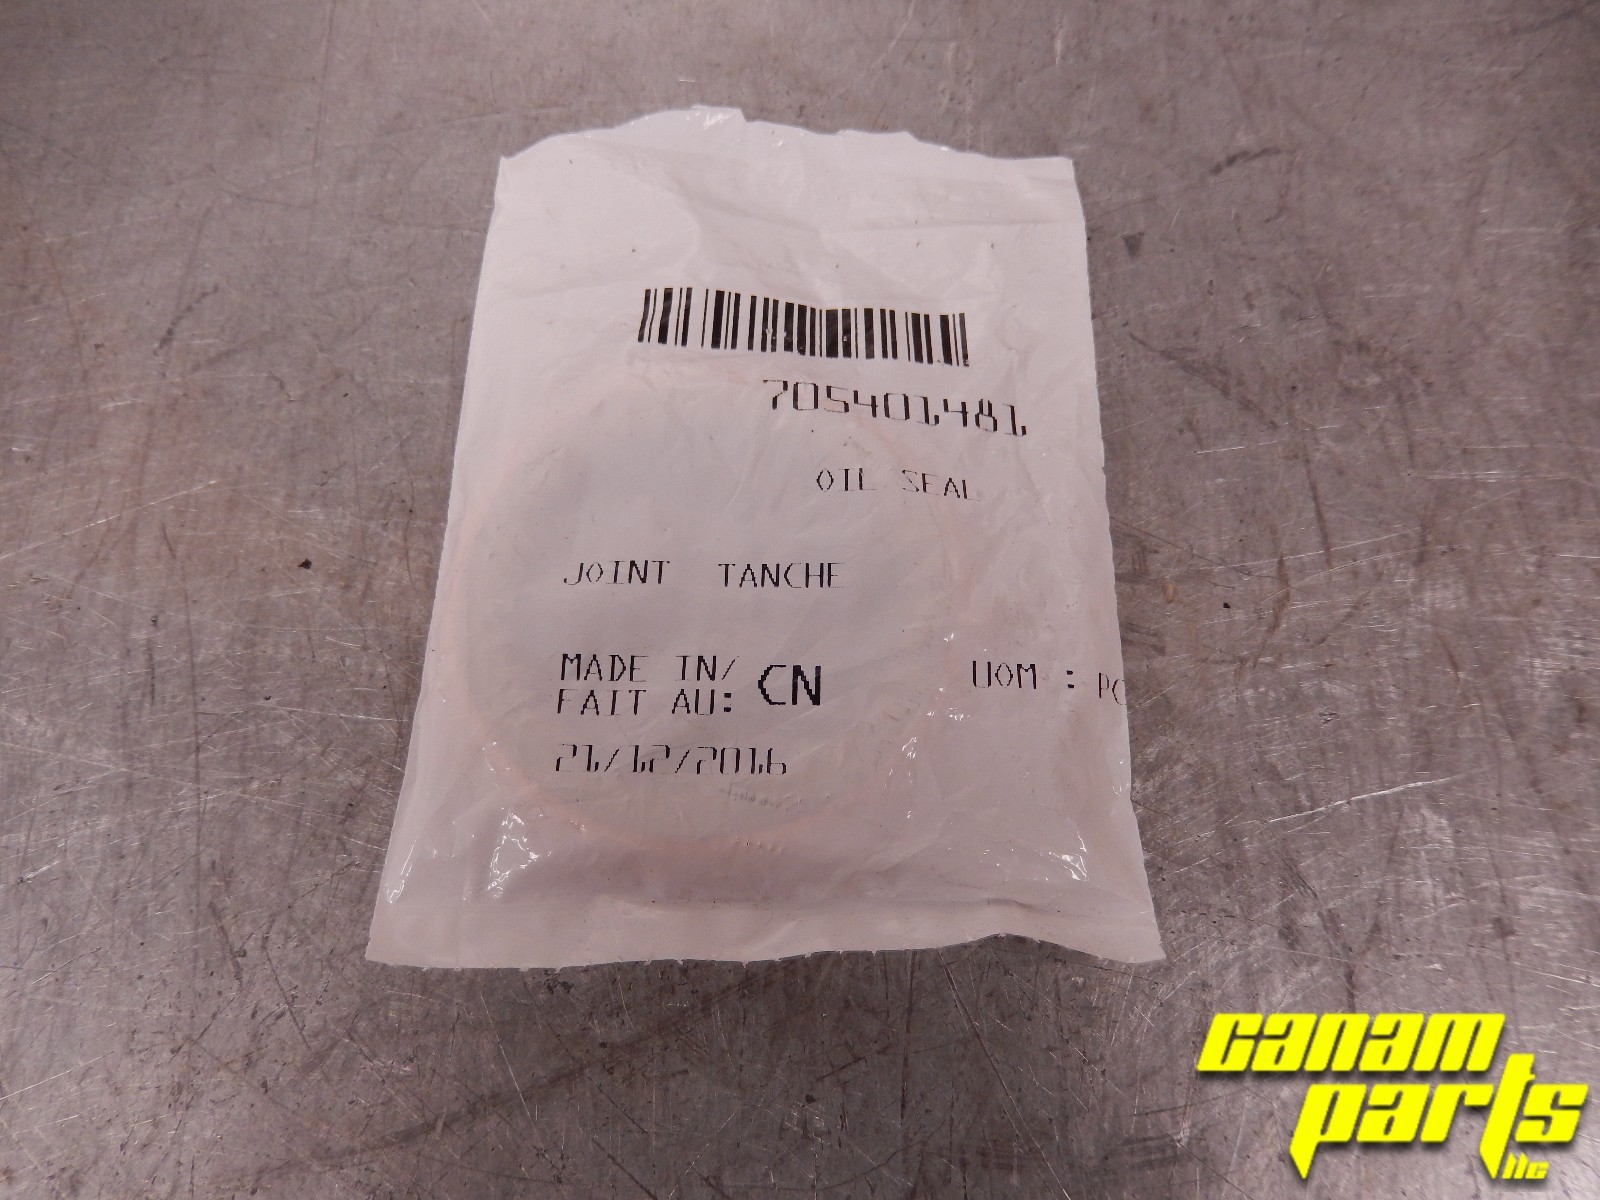 705401481
OIL SEAL
JOINT TANCHE
MADE IN/
FAIT AU: CN
UOM : PC
21/12/2016
canam
parts
llc